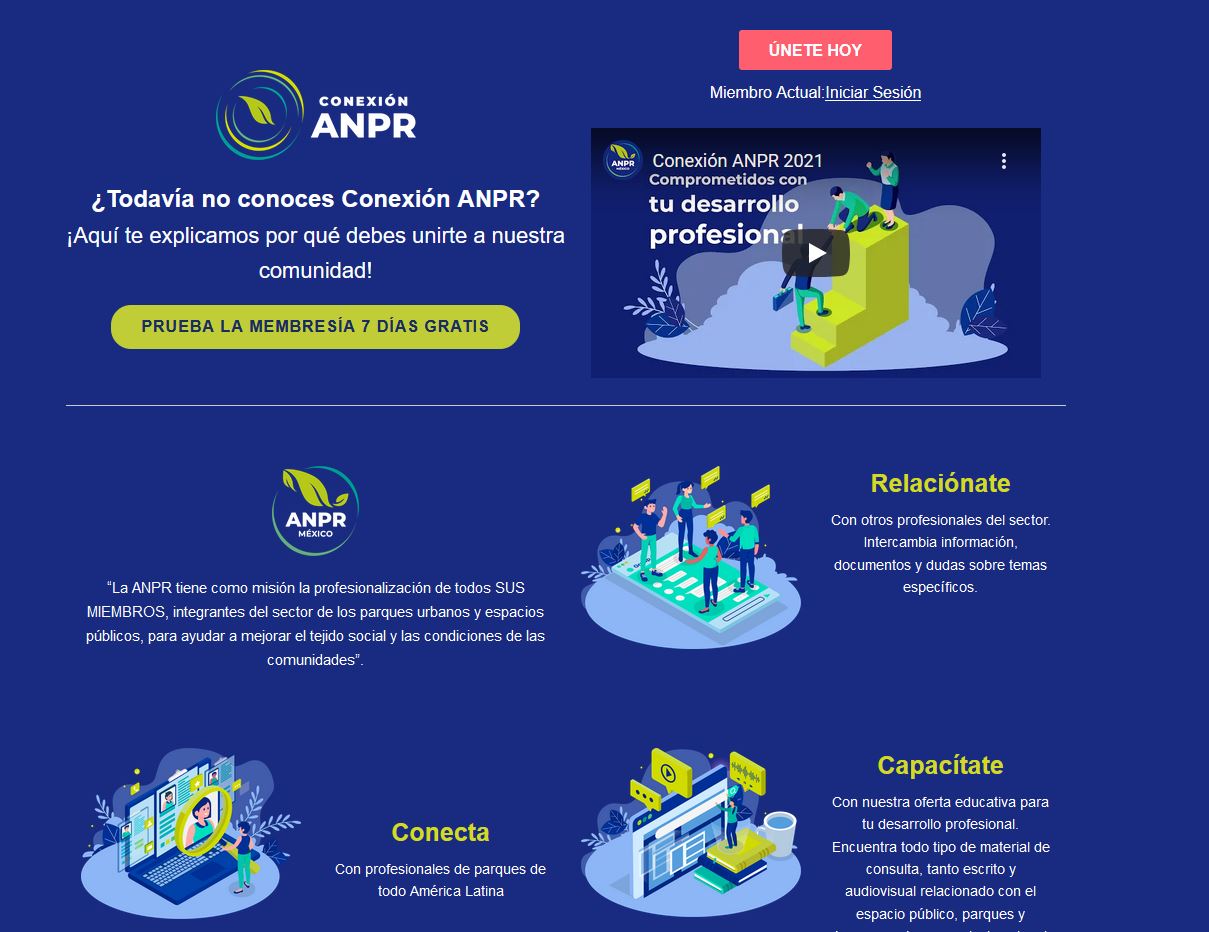 ÚNETE HOY
Miembro Actual:Iniciar Sesión
CONEXIÓN
ANPR
¿Todavía no conoces Conexión ANPR?
¡Aquí te explicamos por qué debes unirte a nuestra
comunidad!
PRUEBA LA MEMBRESÍA 7 DÍAS GRATIS
ANPR
MÉXICO
Conexión ANPR 2021
Comprometidos con
tu desarrollo
profesional
ANPR
MÉXICO
“La ANPR tiene como misión la profesionalización de todos SUS
MIEMBROS, integrantes del sector de los parques urbanos y espacios
públicos, para ayudar a mejorar el tejido social y las condiciones de las
comunidades”.
Relaciónate
Con otros profesionales del sector.
Intercambia información,
documentos y dudas sobre temas
específicos.
Conecta
Con profesionales de parques de
todo América Latina
Capacítate
Con nuestra oferta educativa para
tu desarrollo profesional.
Encuentra todo tipo de material de
consulta, tanto escrito y
audiovisual relacionado con el
espacio público, parques y